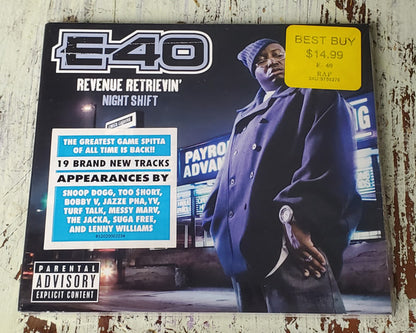 E-40
REVENUE RETRIEVIN'
NIGHT SHIFT
BEST BUY
$14.99
E 40
RAP
THE GREATEST GAME SPITTA
OF ALL TIME IS BACK!!
19 BRAND NEW TRACKS
APPEARANCES BY
SNOOP DOGG, TOO SHORT,
BOBBY V, JAZZE PHA, YV,
TURF TALK, MESSY MARV,
THE JACKA, SUGA FREE,
AND LENNY WILLIAMS
PAYRO
ADVAN
PARENTAL
ADVISORY
EXPLICIT CONTENT